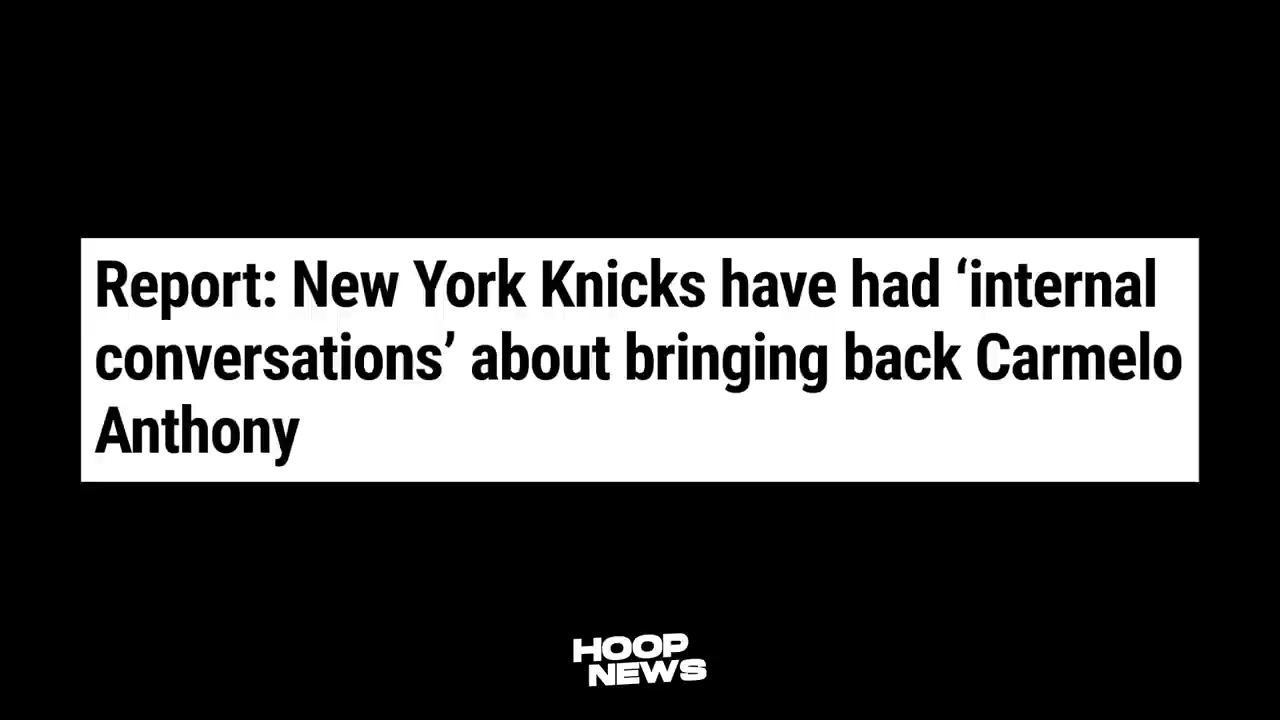 Report: New York Knicks have had ‘internal
conversations’ about bringing back Carmelo
Anthony
HOOP
NEWS